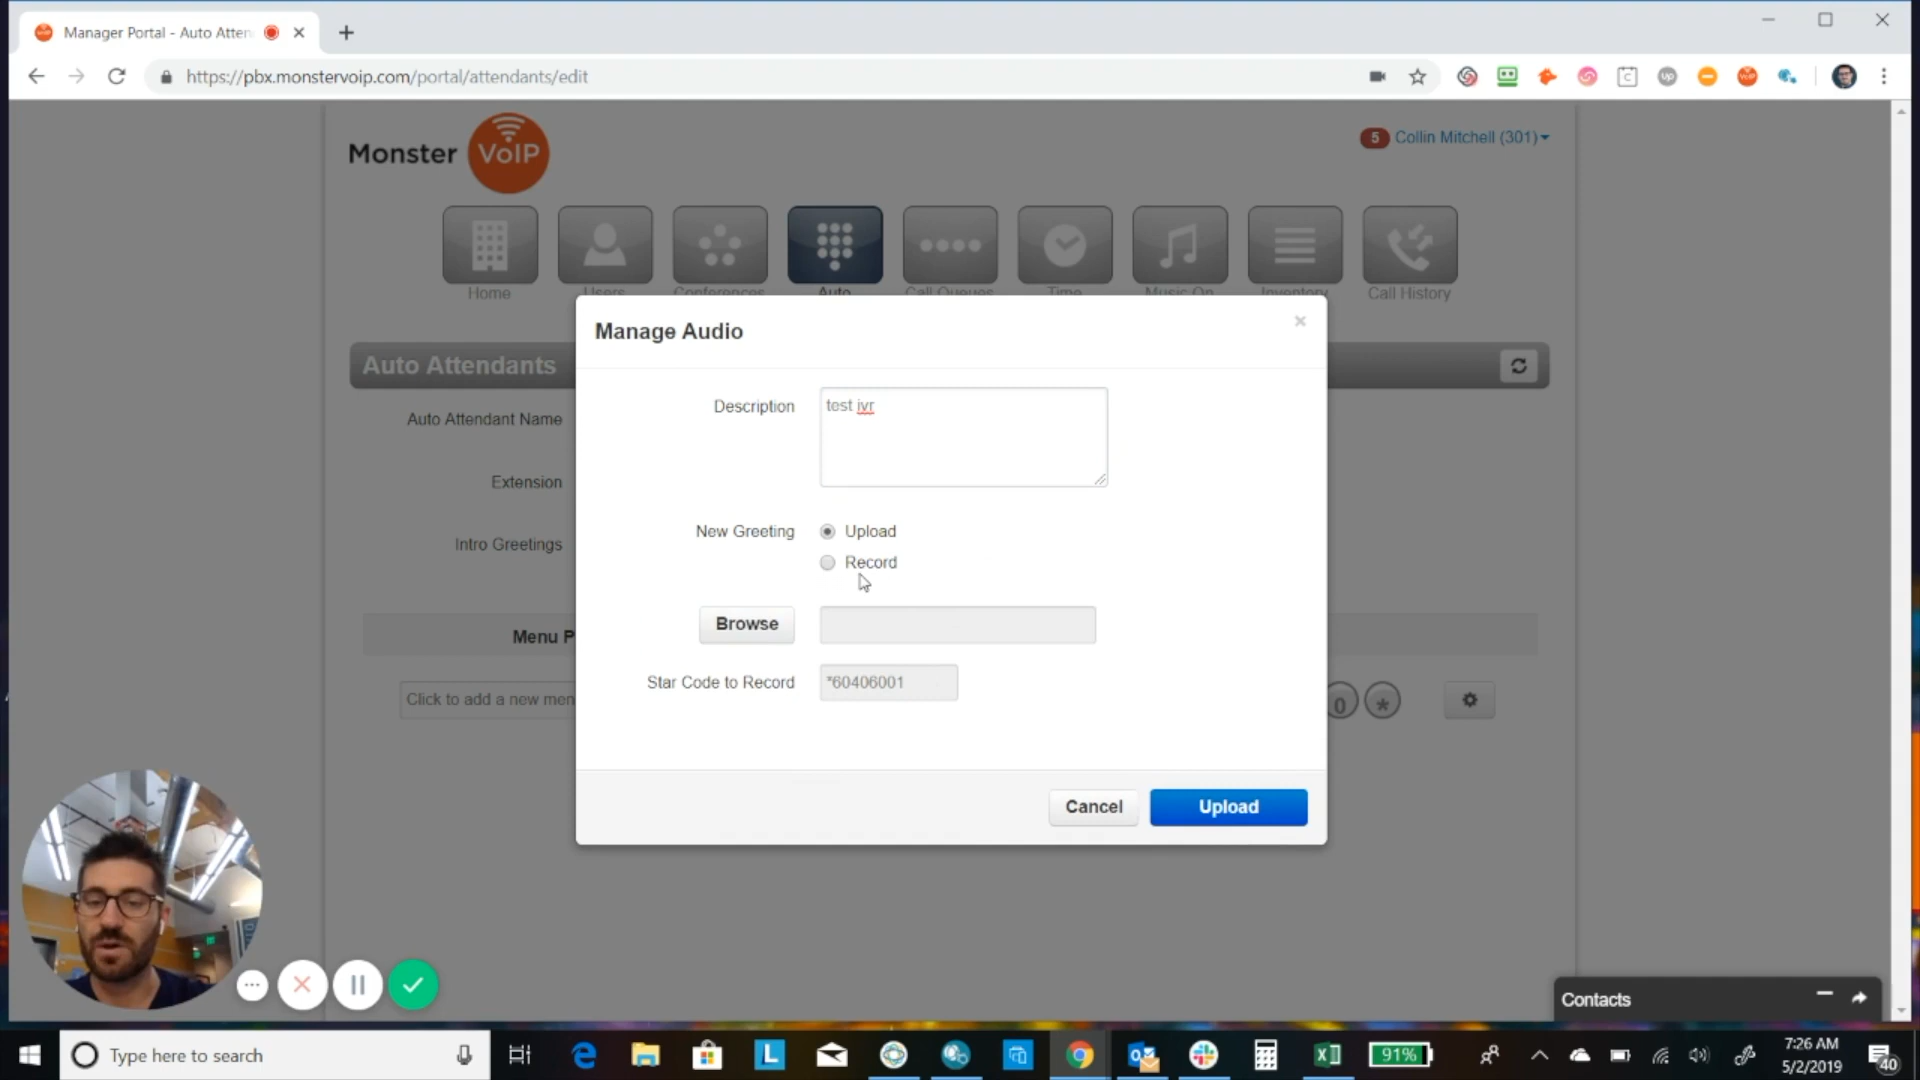 Manager Portal - Auto Atten
https://pbx.monstervoip.com/portal/attendants/edit
Monster VoIP
5 Collin Mitchell (301)
Home
Users
Conferences
Auto
Call Queues
Time
Music On
Inventory
Call History
Auto Attendants
Auto Attendant Name
Extension
Intro Greetings
Menu P
Click to add a new men
0 *
Manage Audio ×
Description test ivr
New Greeting Upload
Record
Browse
Star Code to Record *60406001
Cancel Upload
Contacts
Type here to search
91%
7:26 AM
5/2/2019
40